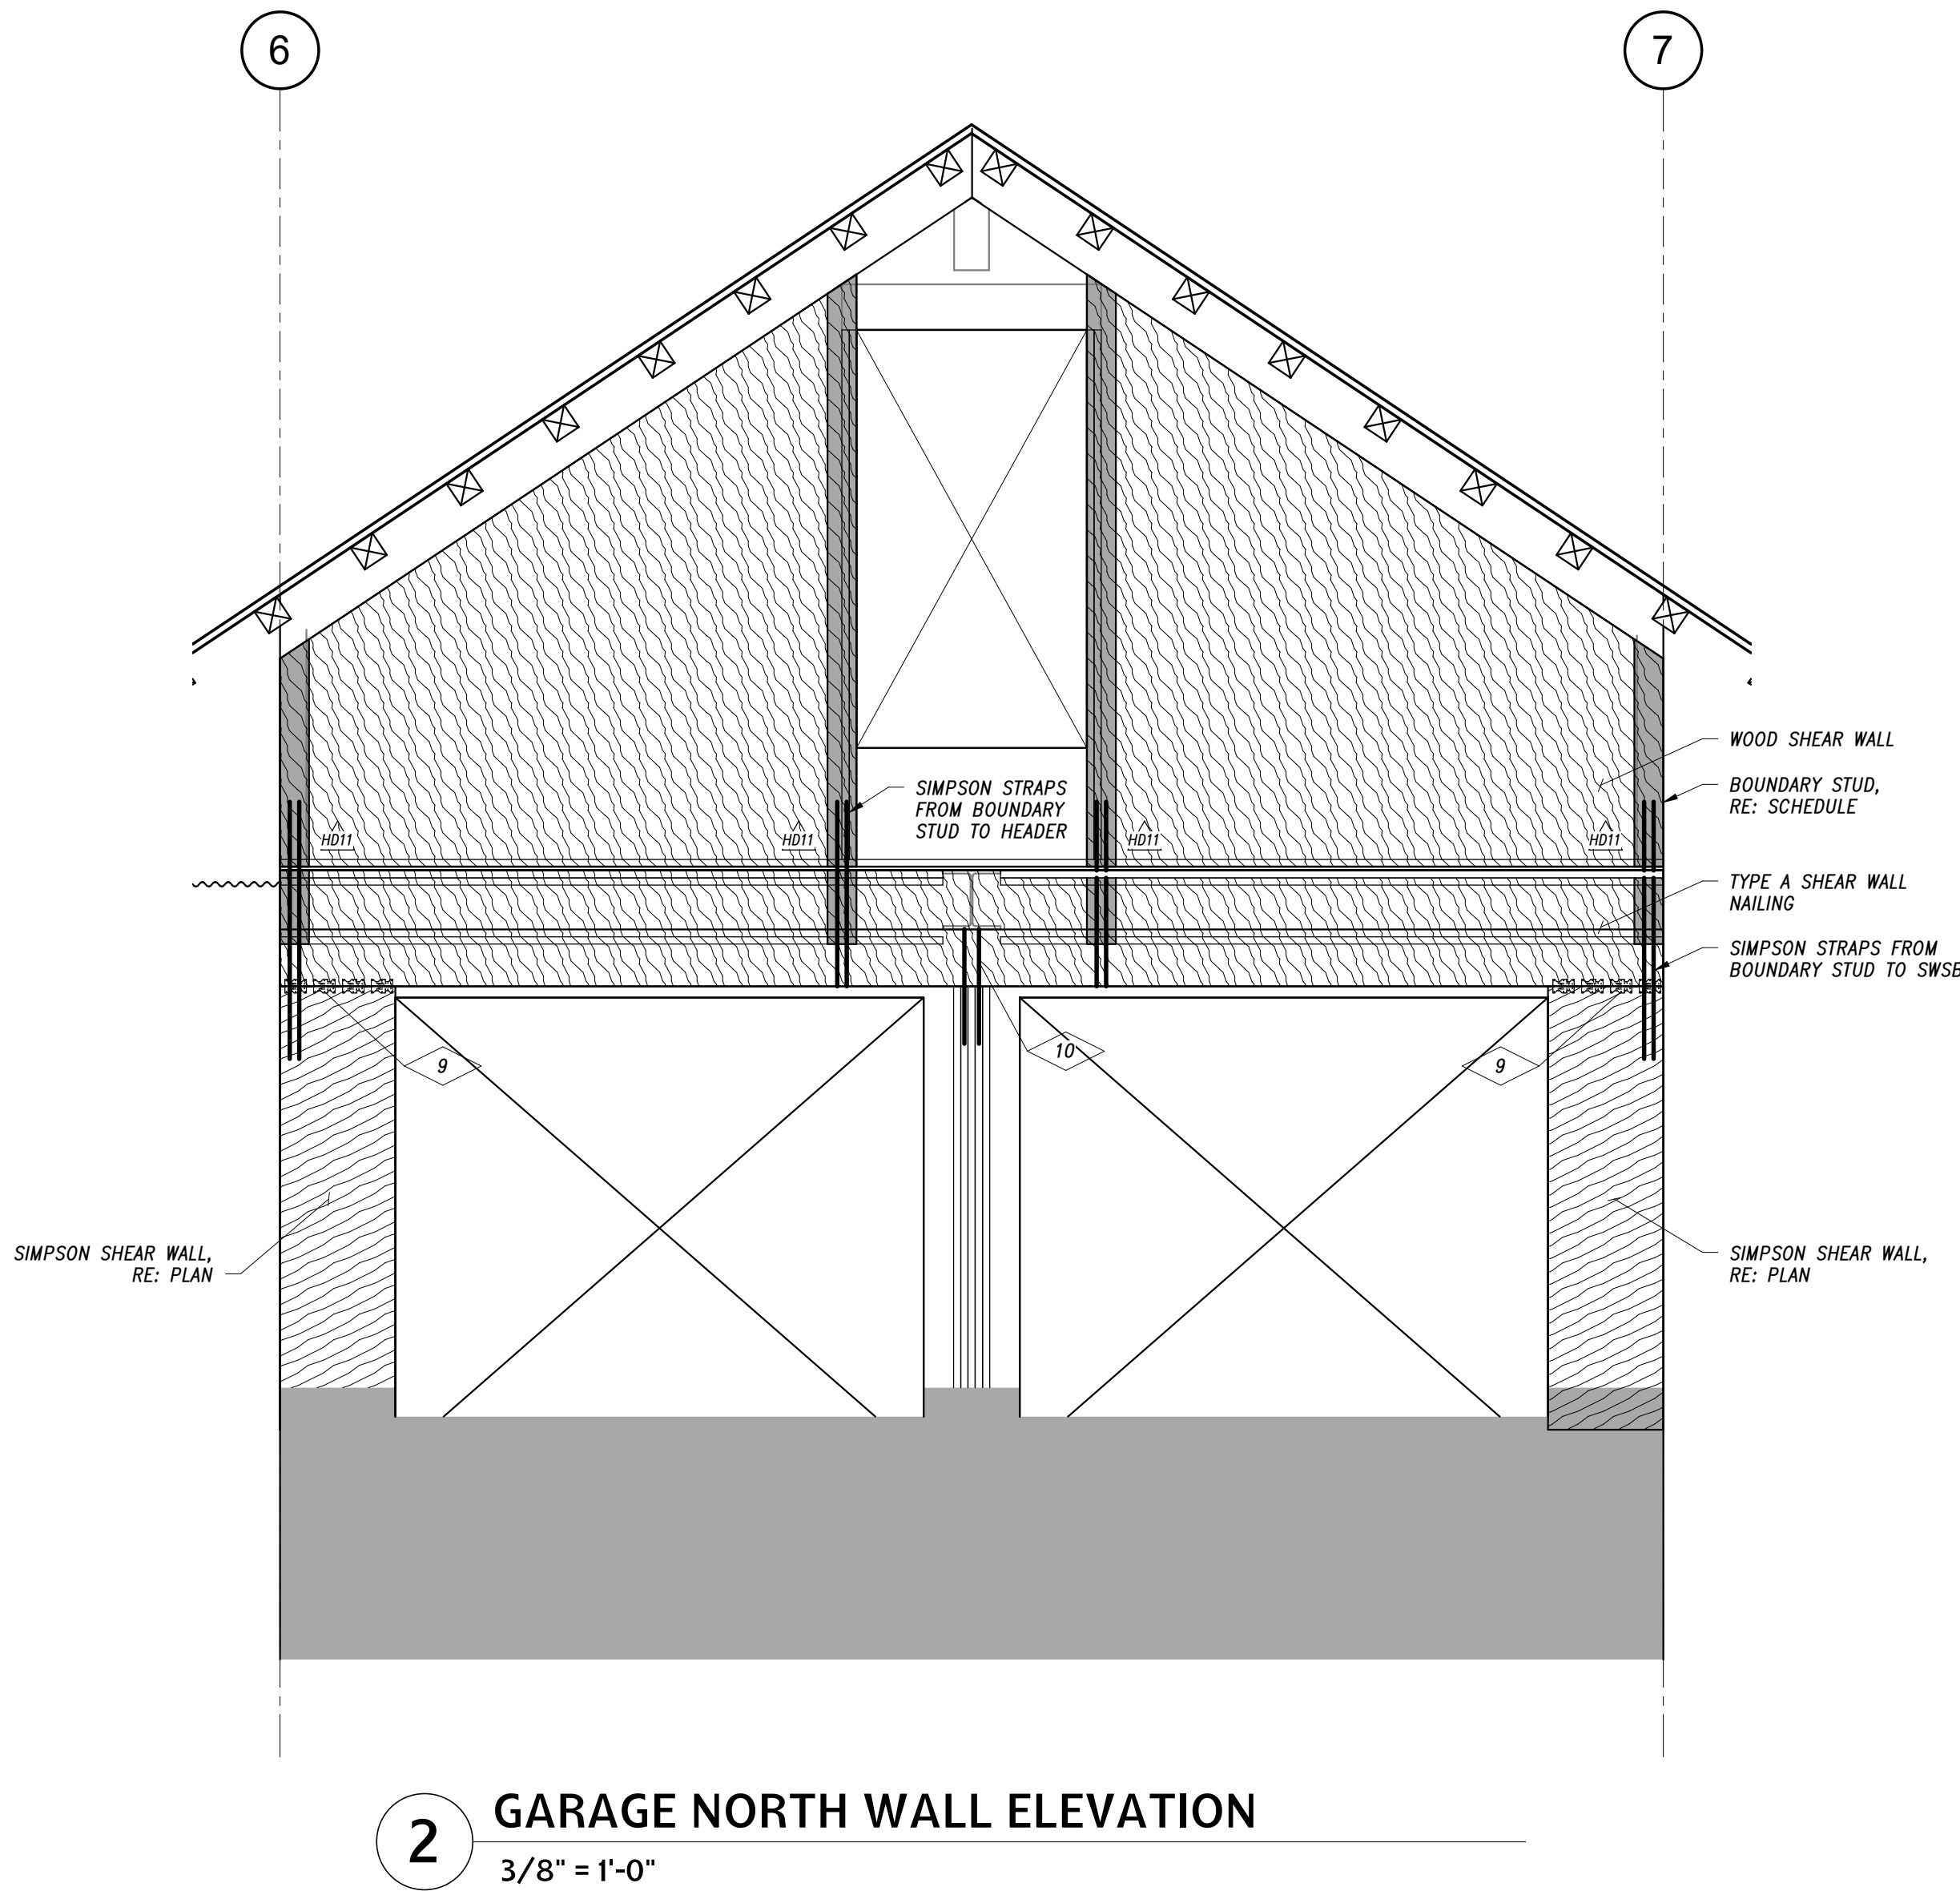 6
7
WOOD SHEAR WALL
SIMPSON STRAPS
FROM BOUNDARY
STUD TO HEADER
BOUNDARY STUD,
RE: SCHEDULE
HD11
HD11
HD11
HD11
TYPE A SHEAR WALL
NAILING
SIMPSON STRAPS FROM
BOUNDARY STUD TO SWSB
9
10
9
SIMPSON SHEAR WALL,
RE: PLAN
SIMPSON SHEAR WALL,
RE: PLAN
2
GARAGE NORTH WALL ELEVATION
3/8" = 1'-0"